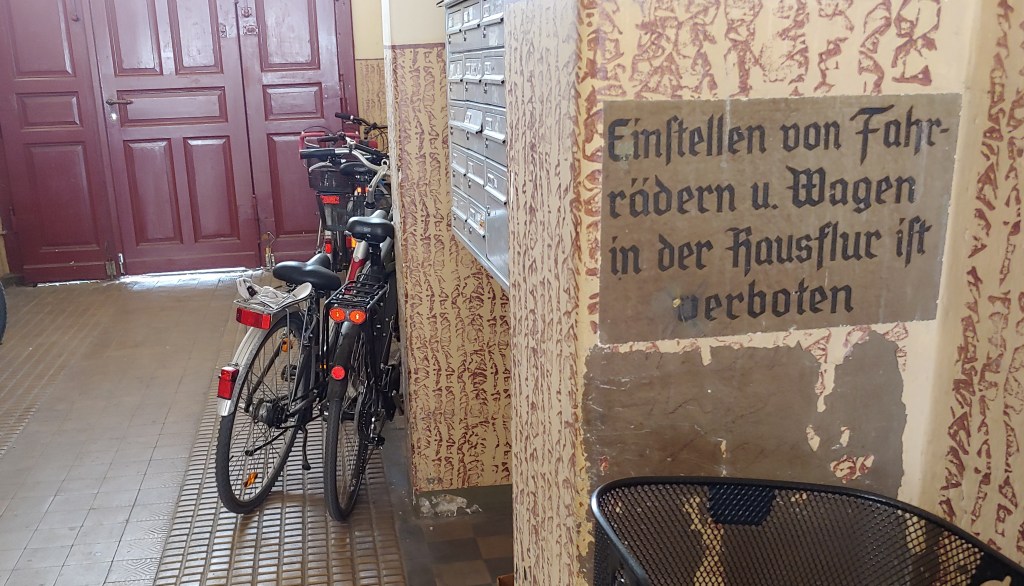 Einſtellen von Fahr-
rädern u. Wagen
in der Hausflur iſt
verboten